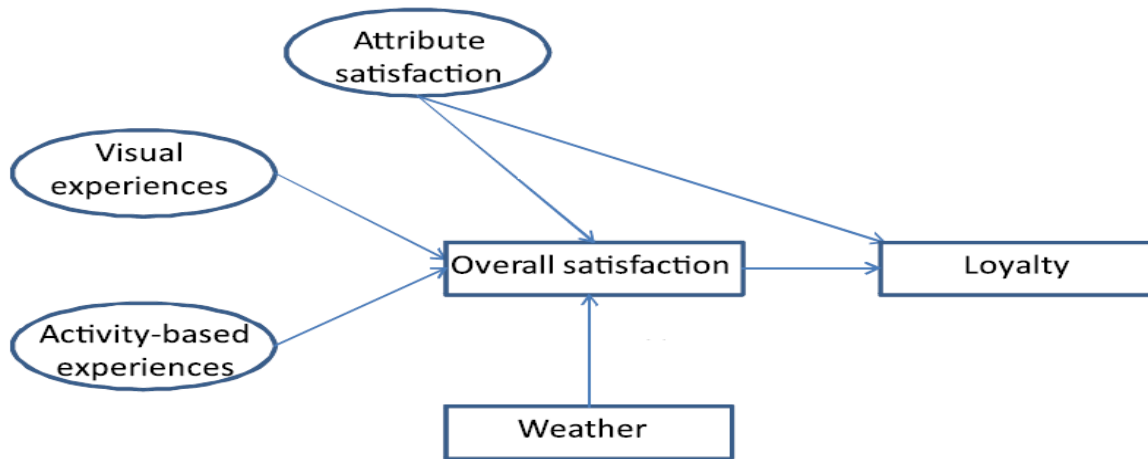 Attribute
satisfaction
Visual
experiences
Overall satisfaction
Loyalty
Activity-based
experiences
Weather